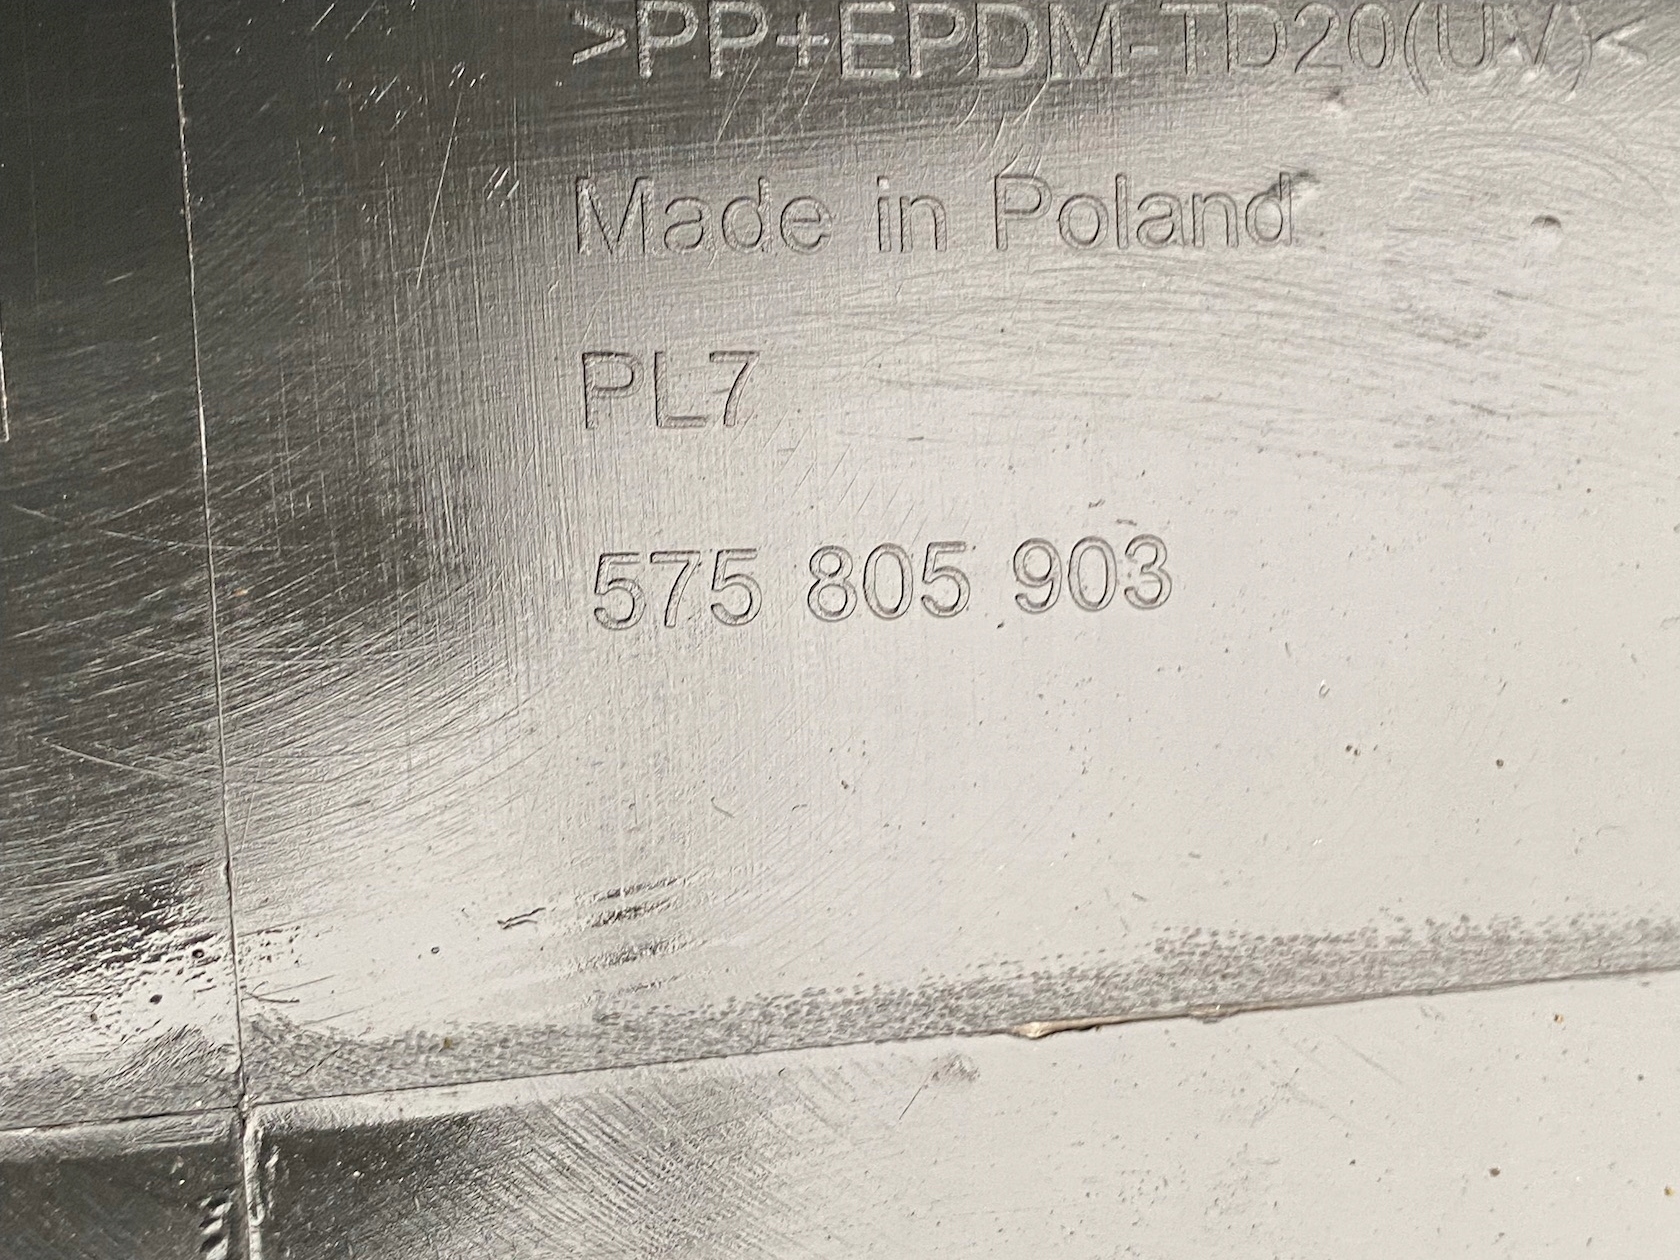 >PP+EPDM-TD20(UV)<
Made in Poland
PL7
575 805 903